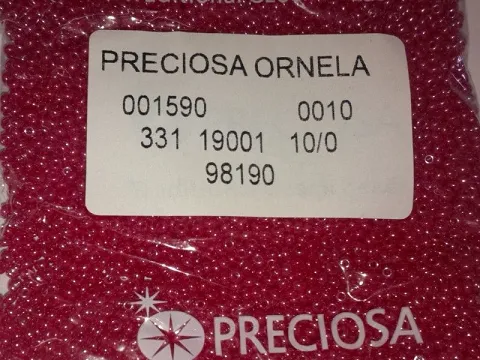 PRECIOSA ORNELA
001590 0010
331 19001 10/0
98190
PRECIOSA